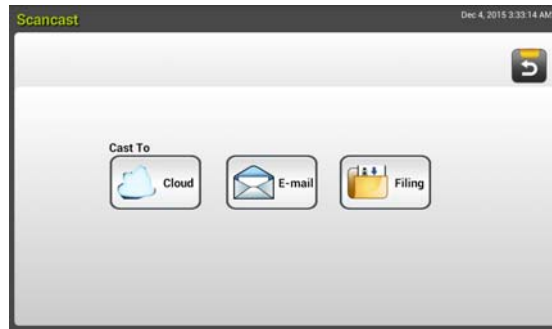 Scancast
Dec 4, 2015 3:33:14 AM
Cast To
Cloud
E-mail
Filing